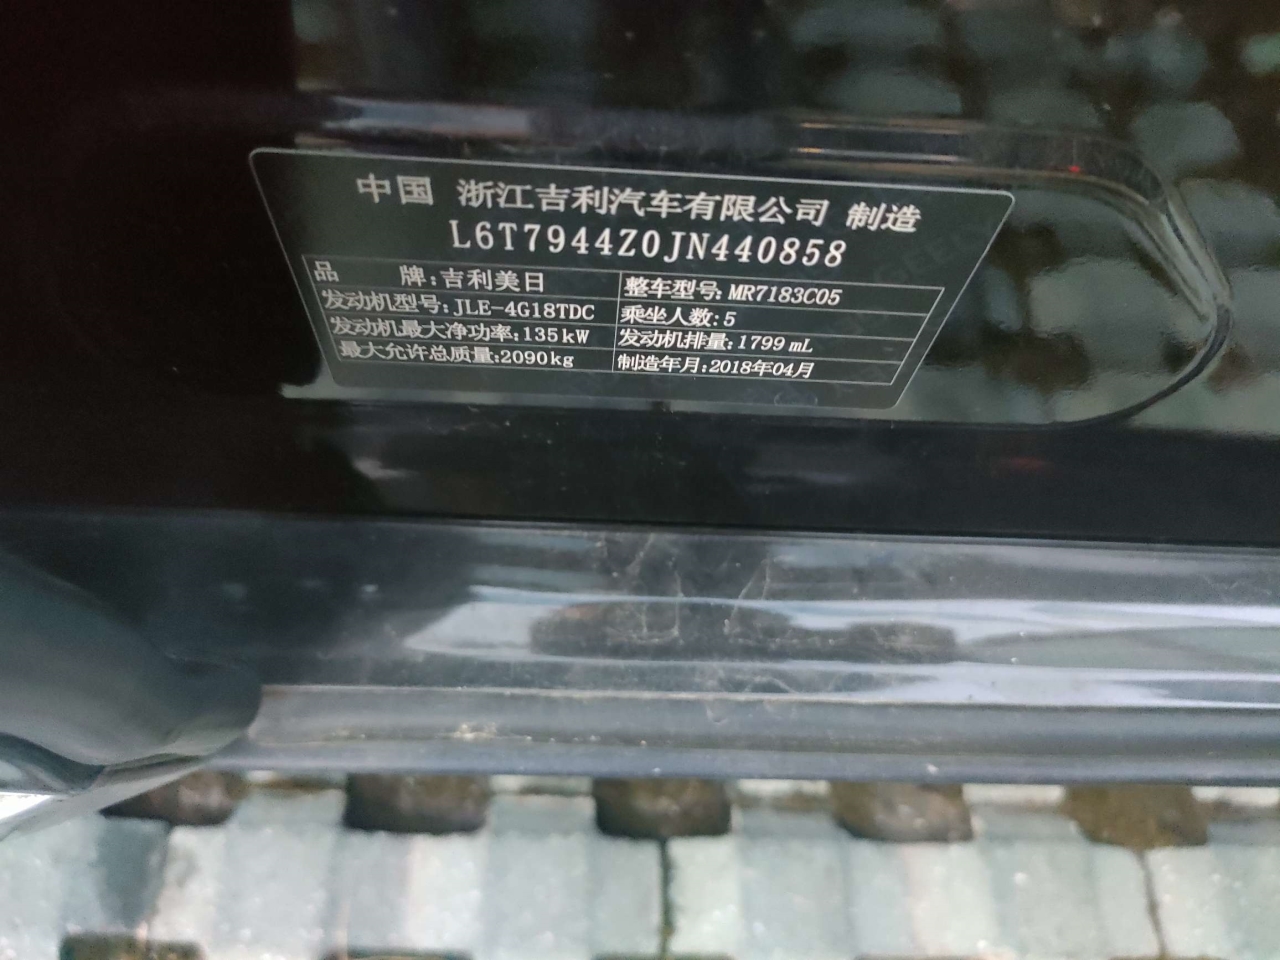 中国 浙江吉利汽车有限公司 制造
L6T7944Z0JN440858
品 牌:吉利美日 整车型号:MR7183C05
发动机型号:JLE-4G18TDC 乘坐人数:5
发动机最大净功率:135kW 发动机排量:1799mL
最大允许总质量:2090kg 制造年月:2018年04月